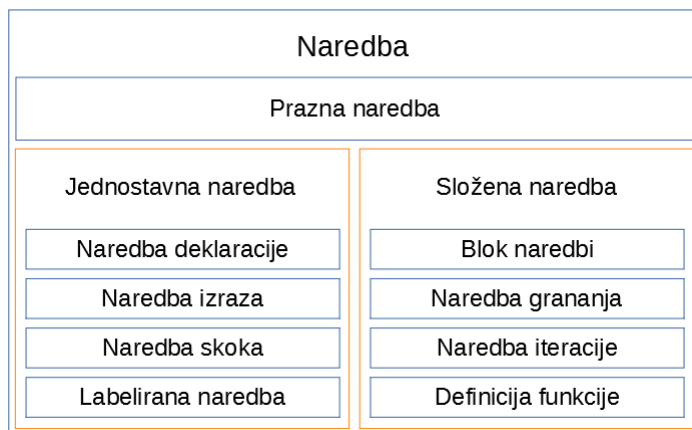 Naredba
Prazna naredba
Jednostavna naredba
Naredba deklaracije
Naredba izraza
Naredba skoka
Labelirana naredba
Složena naredba
Blok naredbi
Naredba grananja
Naredba iteracije
Definicija funkcije